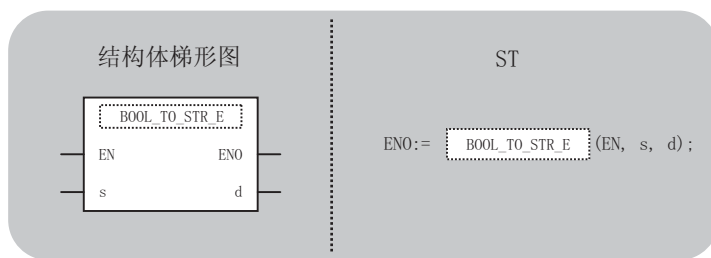 结构体梯形图
BOOL_TO_STR_E
EN ENO
s d
ST
ENO:= BOOL_TO_STR_E (EN, s, d);